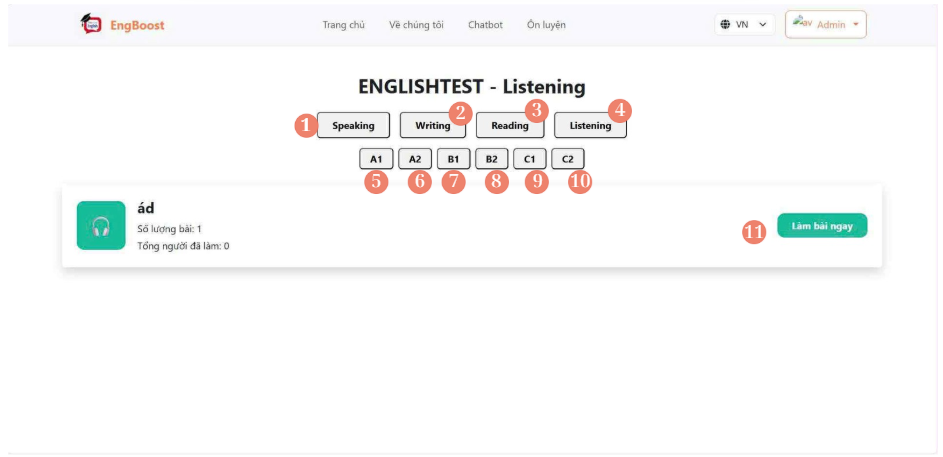 EngBoost Trang chủ Về chúng tôi Chatbot Ôn luyện VN Admin
ENGLISHTEST - Listening
1 Speaking Writing 2 Reading 3 Listening 4
A1 A2 B1 B2 C1 C2
5 6 7 8 9 10
ád
Số lượng bài: 1
Tổng người đã làm: 0
11 Làm bài ngay